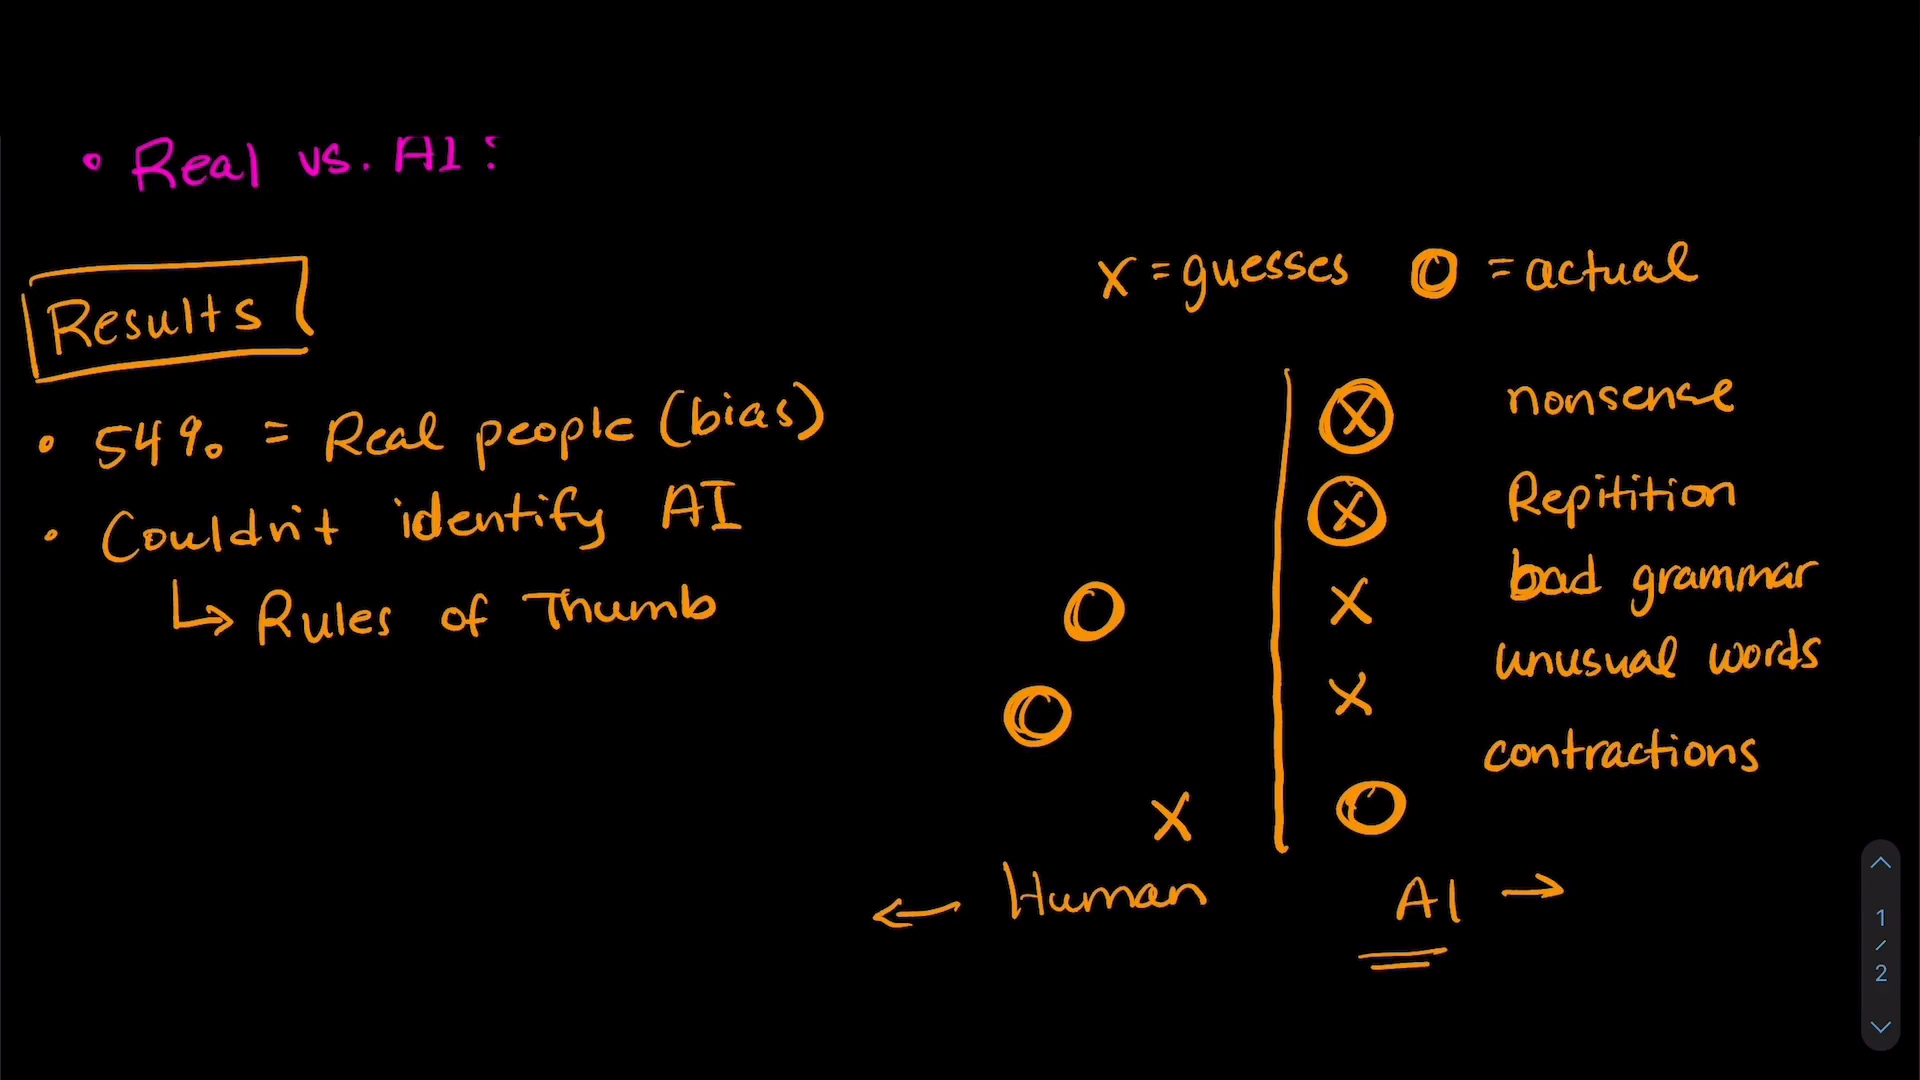 • Real vs. AI:
Results
x = guesses O = actual
• 54% = Real people (bias)
• Couldn't identify AI
↳ Rules of Thumb
X nonsense
X Repitition
X bad grammar
X unusual words
contractions
X
← Human AI →
1
/
2